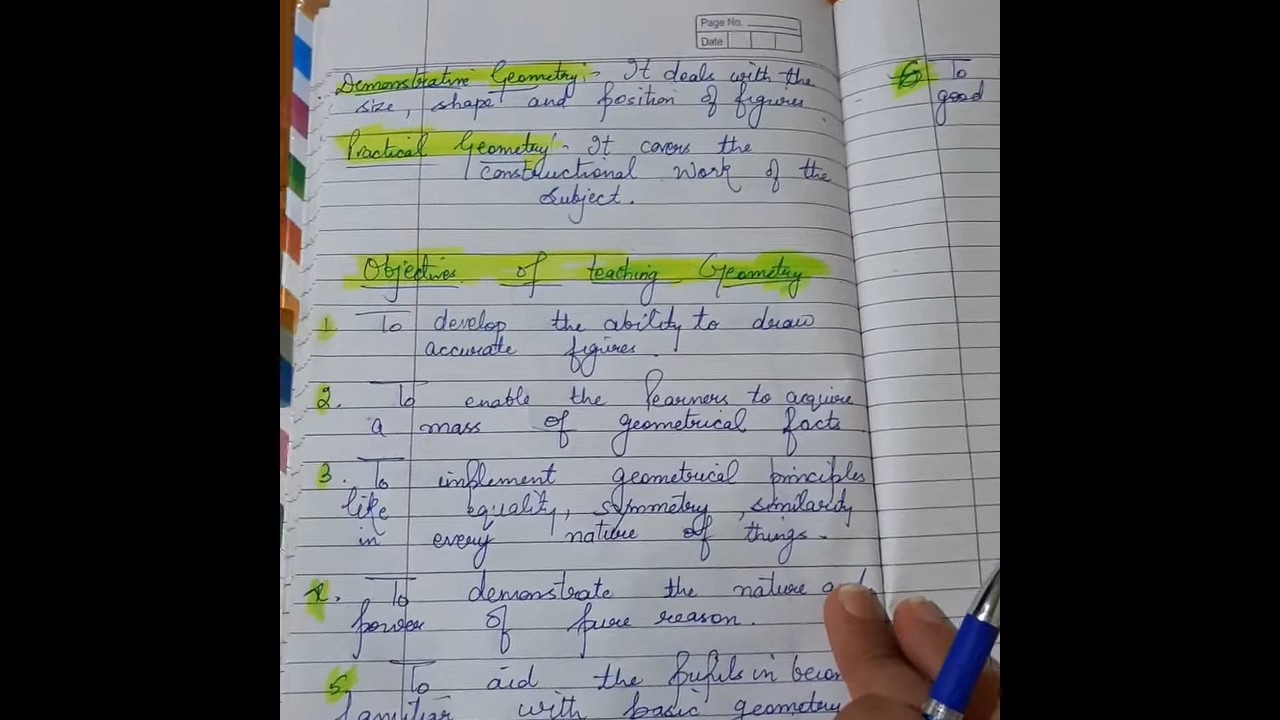 Page No.
Date
Demonstrative Geometry :- It deals with the
size, shape and position of figures
Practical Geometry - It covers the
constructional work of the
subject.
Objectives of teaching Geometry
1 To develop the ability to draw
accurate figures.
2. To enable the learners to acquire
a mass of geometrical facts
3. To implement geometrical principles
like equality, symmetry, similarity
in every nature of things.
4. To demonstrate the nature and
power of pure reason.
5. To aid the pupils in
familiar with basic geometry
6 To
good